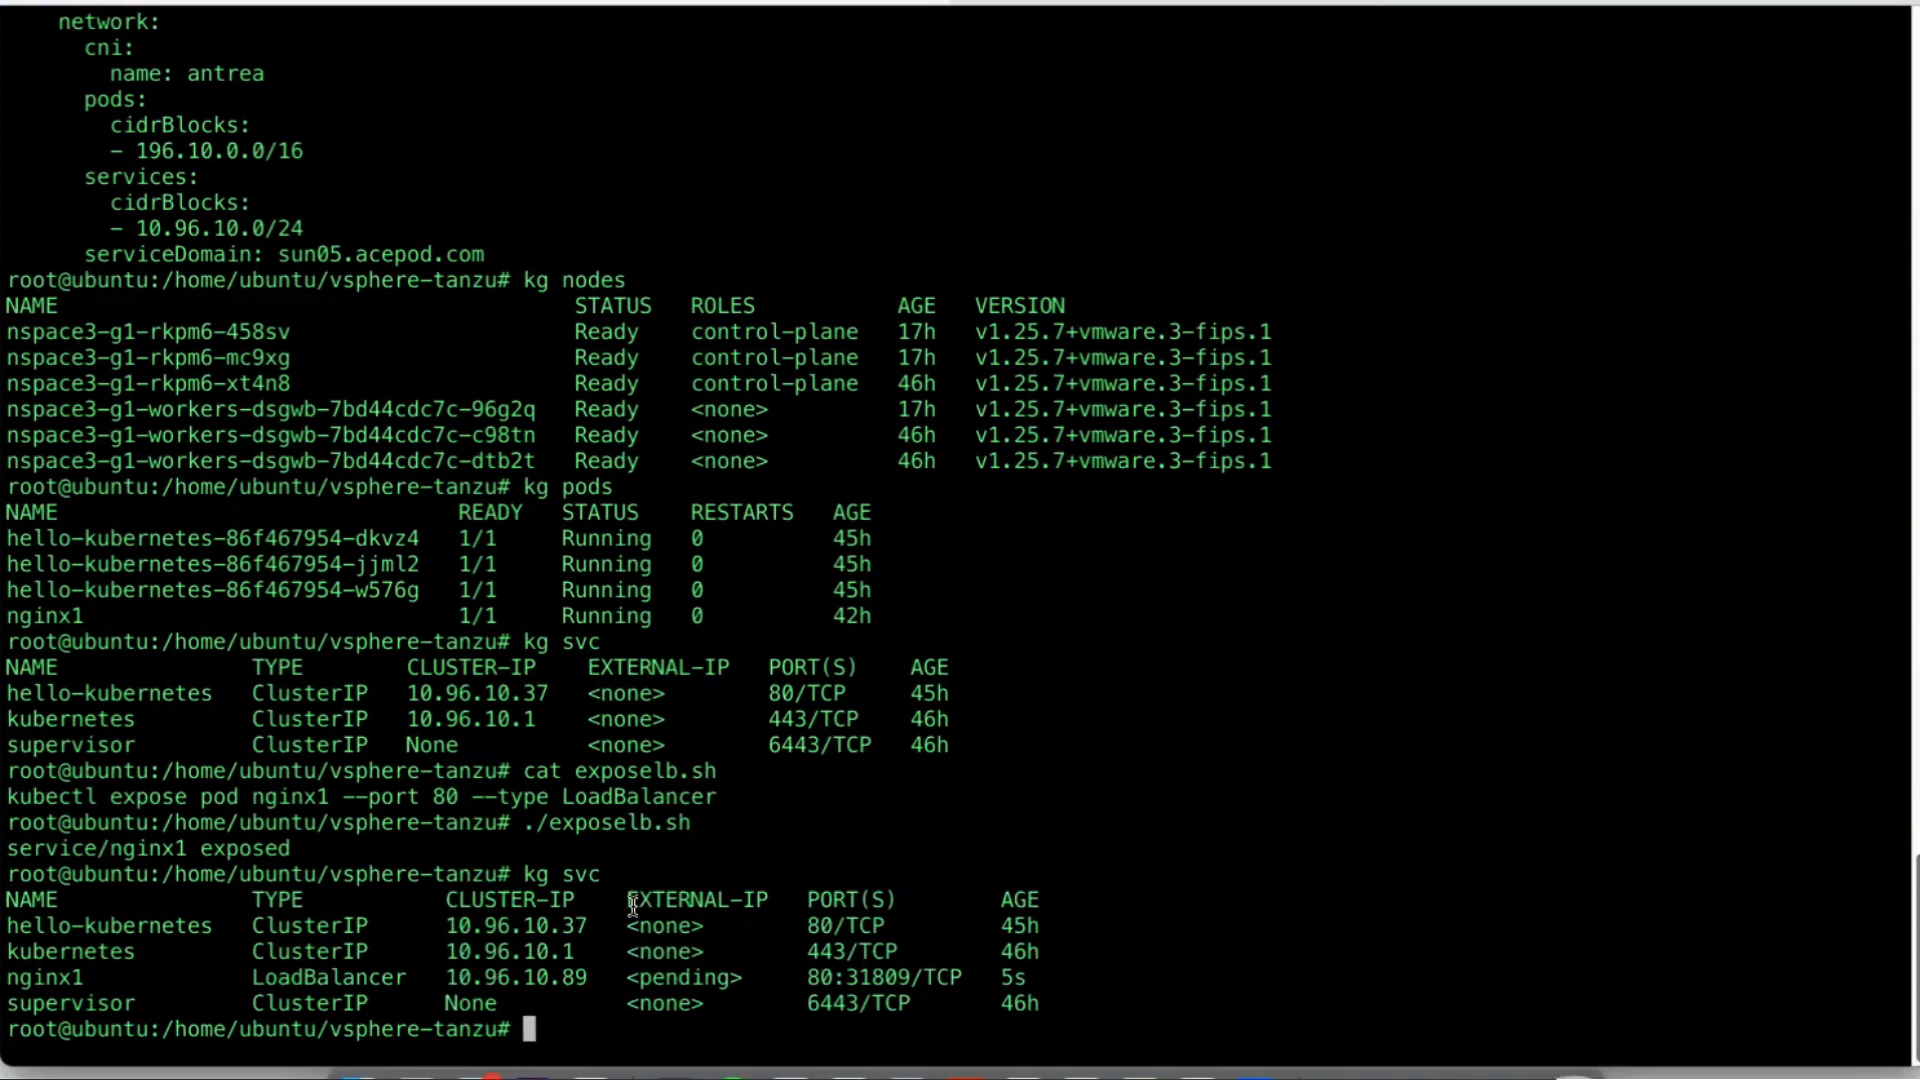 network:
cni:
name: antrea
pods:
cidrBlocks:
- 196.10.0.0/16
services:
cidrBlocks:
- 10.96.10.0/24
serviceDomain: sun05.acepod.com
root@ubuntu:/home/ubuntu/vsphere-tanzu# kg nodes
NAME STATUS ROLES AGE VERSION
nspace3-g1-rkpm6-458sv Ready control-plane 17h v1.25.7+vmware.3-fips.1
nspace3-g1-rkpm6-mc9xg Ready control-plane 17h v1.25.7+vmware.3-fips.1
nspace3-g1-rkpm6-xt4n8 Ready control-plane 46h v1.25.7+vmware.3-fips.1
nspace3-g1-workers-dsgwb-7bd44cdc7c-96g2q Ready <none> 17h v1.25.7+vmware.3-fips.1
nspace3-g1-workers-dsgwb-7bd44cdc7c-c98tn Ready <none> 46h v1.25.7+vmware.3-fips.1
nspace3-g1-workers-dsgwb-7bd44cdc7c-dtb2t Ready <none> 46h v1.25.7+vmware.3-fips.1
root@ubuntu:/home/ubuntu/vsphere-tanzu# kg pods
NAME READY STATUS RESTARTS AGE
hello-kubernetes-86f467954-dkvz4 1/1 Running 0 45h
hello-kubernetes-86f467954-jjml2 1/1 Running 0 45h
hello-kubernetes-86f467954-w576g 1/1 Running 0 45h
nginx1 1/1 Running 0 42h
root@ubuntu:/home/ubuntu/vsphere-tanzu# kg svc
NAME TYPE CLUSTER-IP EXTERNAL-IP PORT(S) AGE
hello-kubernetes ClusterIP 10.96.10.37 <none> 80/TCP 45h
kubernetes ClusterIP 10.96.10.1 <none> 443/TCP 46h
supervisor ClusterIP None <none> 6443/TCP 46h
root@ubuntu:/home/ubuntu/vsphere-tanzu# cat exposelb.sh
kubectl expose pod nginx1 --port 80 --type LoadBalancer
root@ubuntu:/home/ubuntu/vsphere-tanzu# ./exposelb.sh
service/nginx1 exposed
root@ubuntu:/home/ubuntu/vsphere-tanzu# kg svc
NAME TYPE CLUSTER-IP EXTERNAL-IP PORT(S) AGE
hello-kubernetes ClusterIP 10.96.10.37 <none> 80/TCP 45h
kubernetes ClusterIP 10.96.10.1 <none> 443/TCP 46h
nginx1 LoadBalancer 10.96.10.89 <pending> 80:31809/TCP 5s
supervisor ClusterIP None <none> 6443/TCP 46h
root@ubuntu:/home/ubuntu/vsphere-tanzu#